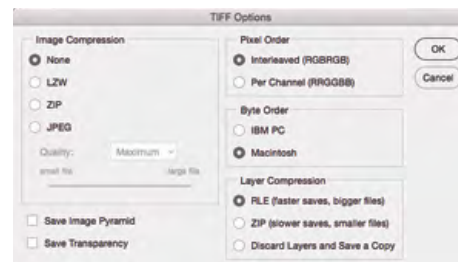 TIFF Options
Image Compression
None
LZW
ZIP
JPEG
Quality: Maximum
small file large file
Save Image Pyramid
Save Transparency
Pixel Order
Interleaved (RGBRGB)
Per Channel (RRGGBB)
Byte Order
IBM PC
Macintosh
Layer Compression
RLE (faster saves, bigger files)
ZIP (slower saves, smaller files)
Discard Layers and Save a Copy
OK
Cancel